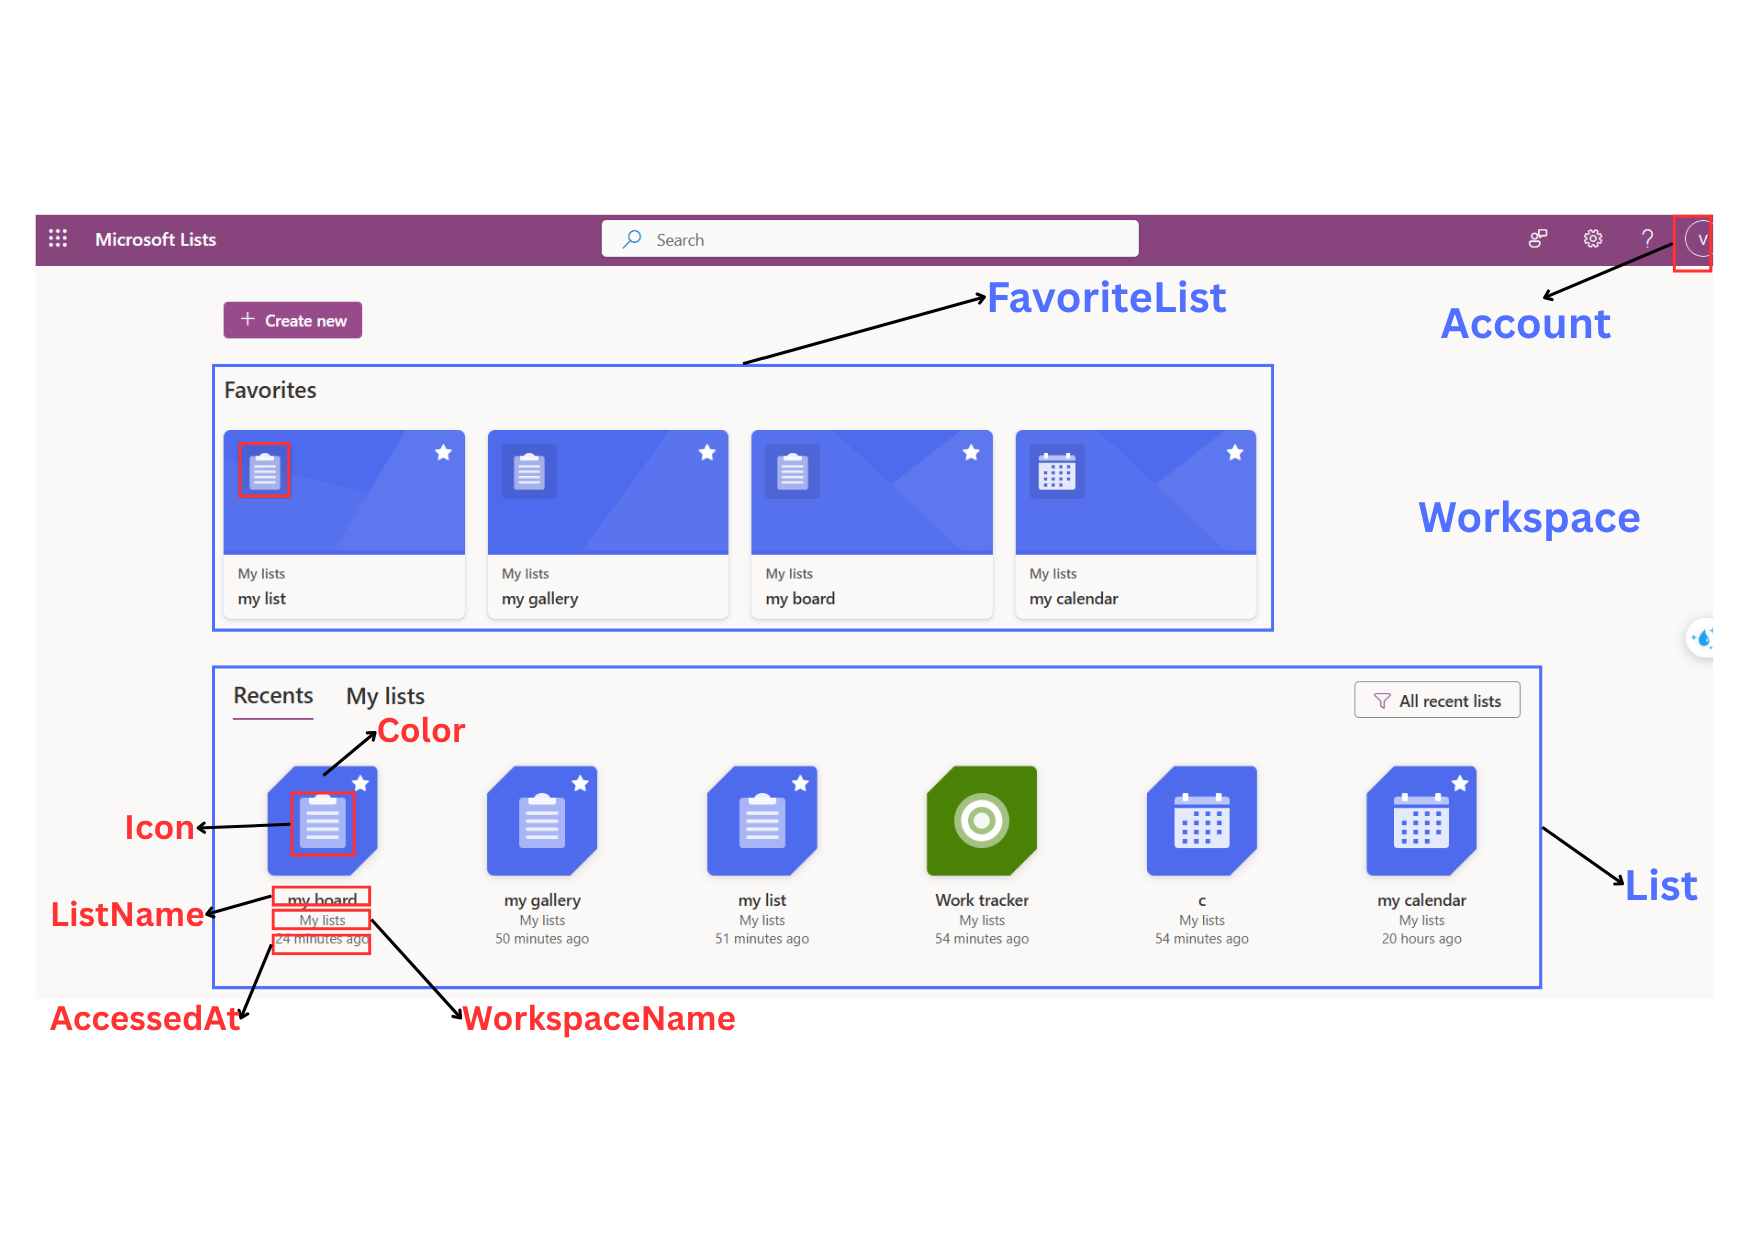 Microsoft Lists
Search
?
V
FavoriteList
Account
+ Create new
Favorites
Workspace
My lists
my list
My lists
my gallery
My lists
my board
My lists
my calendar
Recents
My lists
All recent lists
Color
Icon
List
ListName
my board
My lists
24 minutes ago
my gallery
My lists
50 minutes ago
my list
My lists
51 minutes ago
Work tracker
My lists
54 minutes ago
c
My lists
54 minutes ago
my calendar
My lists
20 hours ago
AccessedAt
WorkspaceName